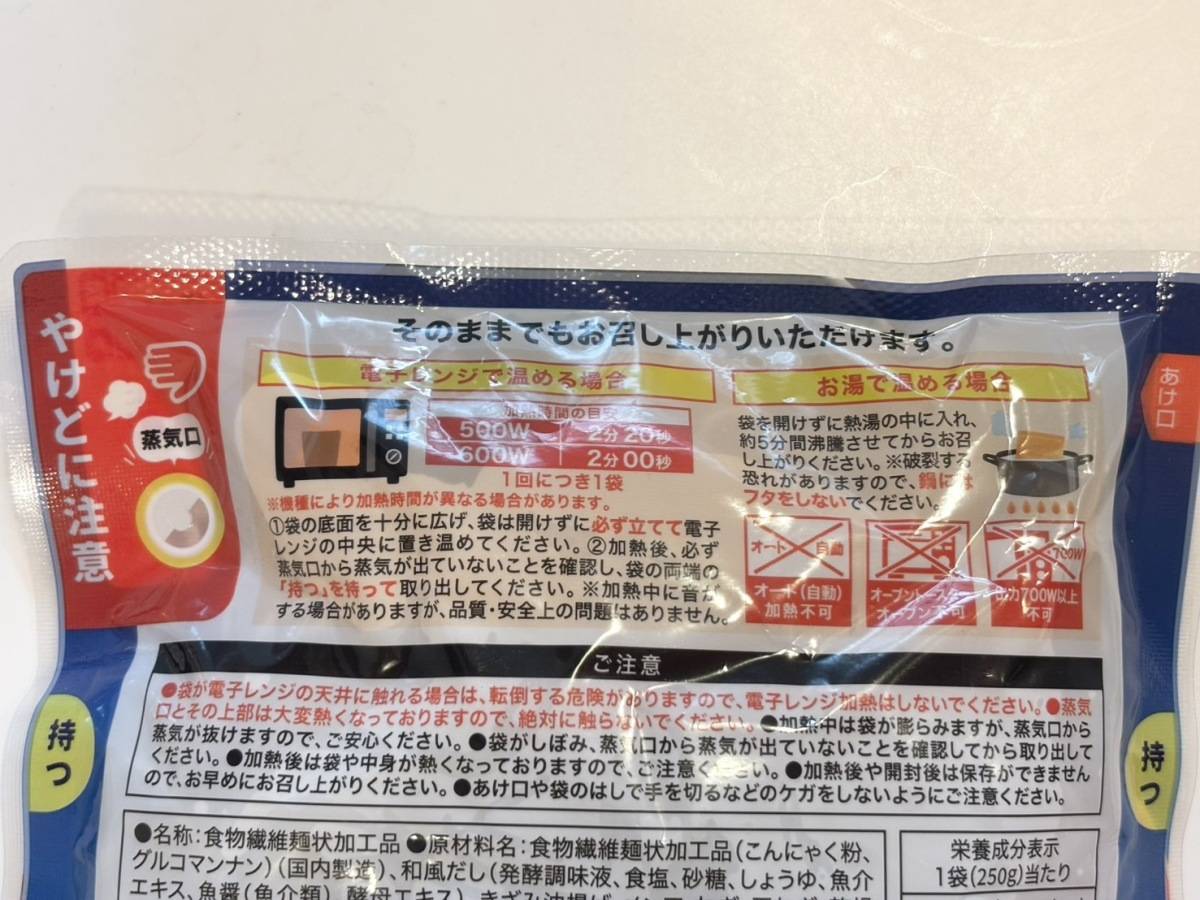 そのままでもお召し上がりいただけます。
やけどに注意
蒸気口
あけ口
電子レンジで温める場合
加熱時間の目安
500W 2分20秒
600W 2分00秒
1回につき1袋
※機種により加熱時間が異なる場合があります。
①袋の底面を十分に広げ、袋は開けずに必ず立てて電子
レンジの中央に置き温めてください。②加熱後、必ず
蒸気口から蒸気が出ていないことを確認し、袋の両端の
「持つ」を持って取り出してください。※加熱中に音が
する場合がありますが、品質・安全上の問題はありません。
お湯で温める場合
袋を開けずに熱湯の中に入れ、
約5分間沸騰させてからお召
し上がりください。※破裂する
恐れがありますので、鍋には
フタをしないでください。
オート 自動
オート(自動)
加熱不可
オーブントースター
オーブン不可
700W
出力700W以上
不可
ご注意
●袋が電子レンジの天井に触れる場合は、転倒する危険がありますので、電子レンジ加熱はしないでください。●蒸気
口とその上部は大変熱くなっておりますので、絶対に触らないでください。●加熱中は袋が膨らみますが、蒸気口から
蒸気が抜けますので、ご安心ください。●袋がしぼみ、蒸気口から蒸気が出ていないことを確認してから取り出して
ください。●加熱後は袋や中身が熱くなっておりますので、ご注意ください。●加熱後や開封後は保存ができません
ので、お早めにお召し上がりください。●あけ口や袋のはしで手を切るなどのケガをしないようにご注意ください。
持つ
持つ
●名称:食物繊維麺状加工品 ●原材料名:食物繊維麺状加工品(こんにゃく粉、
グルコマンナン)(国内製造)、和風だし(発酵調味液、食塩、砂糖、しょうゆ、魚介
エキス、魚醤(魚介類)、酵母エキス)、きざみ油揚げ
栄養成分表示
1袋(250g)当たり